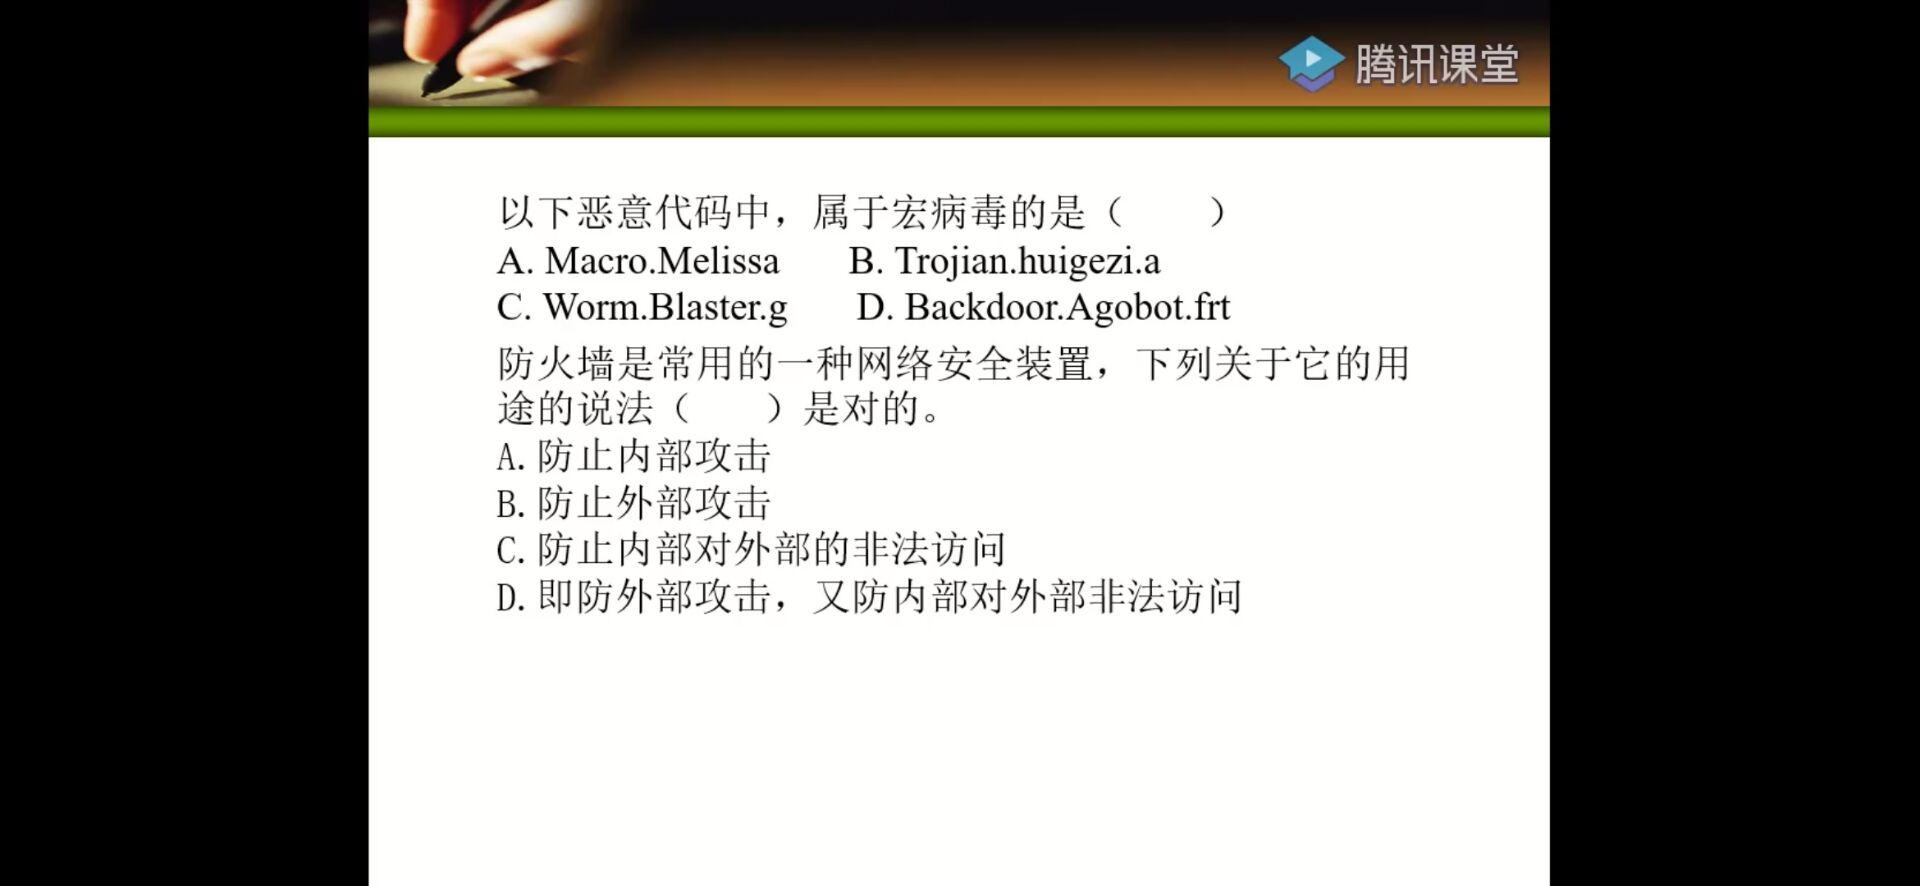 腾讯课堂
以下恶意代码中，属于宏病毒的是（　　）
A. Macro.Melissa　　B. Trojian.huigezi.a
C. Worm.Blaster.g　　D. Backdoor.Agobot.frt
防火墙是常用的一种网络安全装置，下列关于它的用
途的说法（　　）是对的。
A.防止内部攻击
B.防止外部攻击
C.防止内部对外部的非法访问
D.即防外部攻击，又防内部对外部非法访问